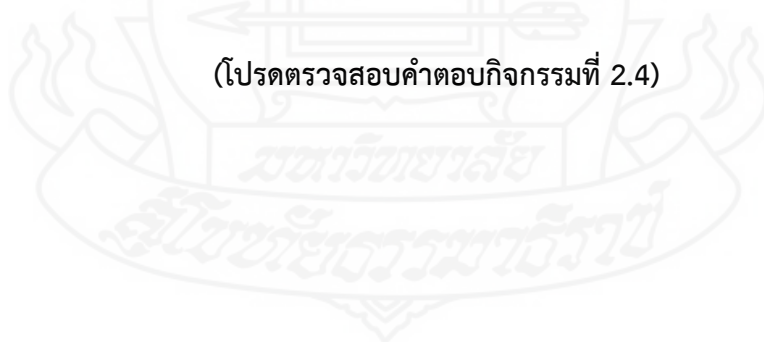 (โปรดตรวจสอบคำตอบกิจกรรมที่ 2.4)
มหาวิทยาลัย
สุโขทัยธรรมาธิราช